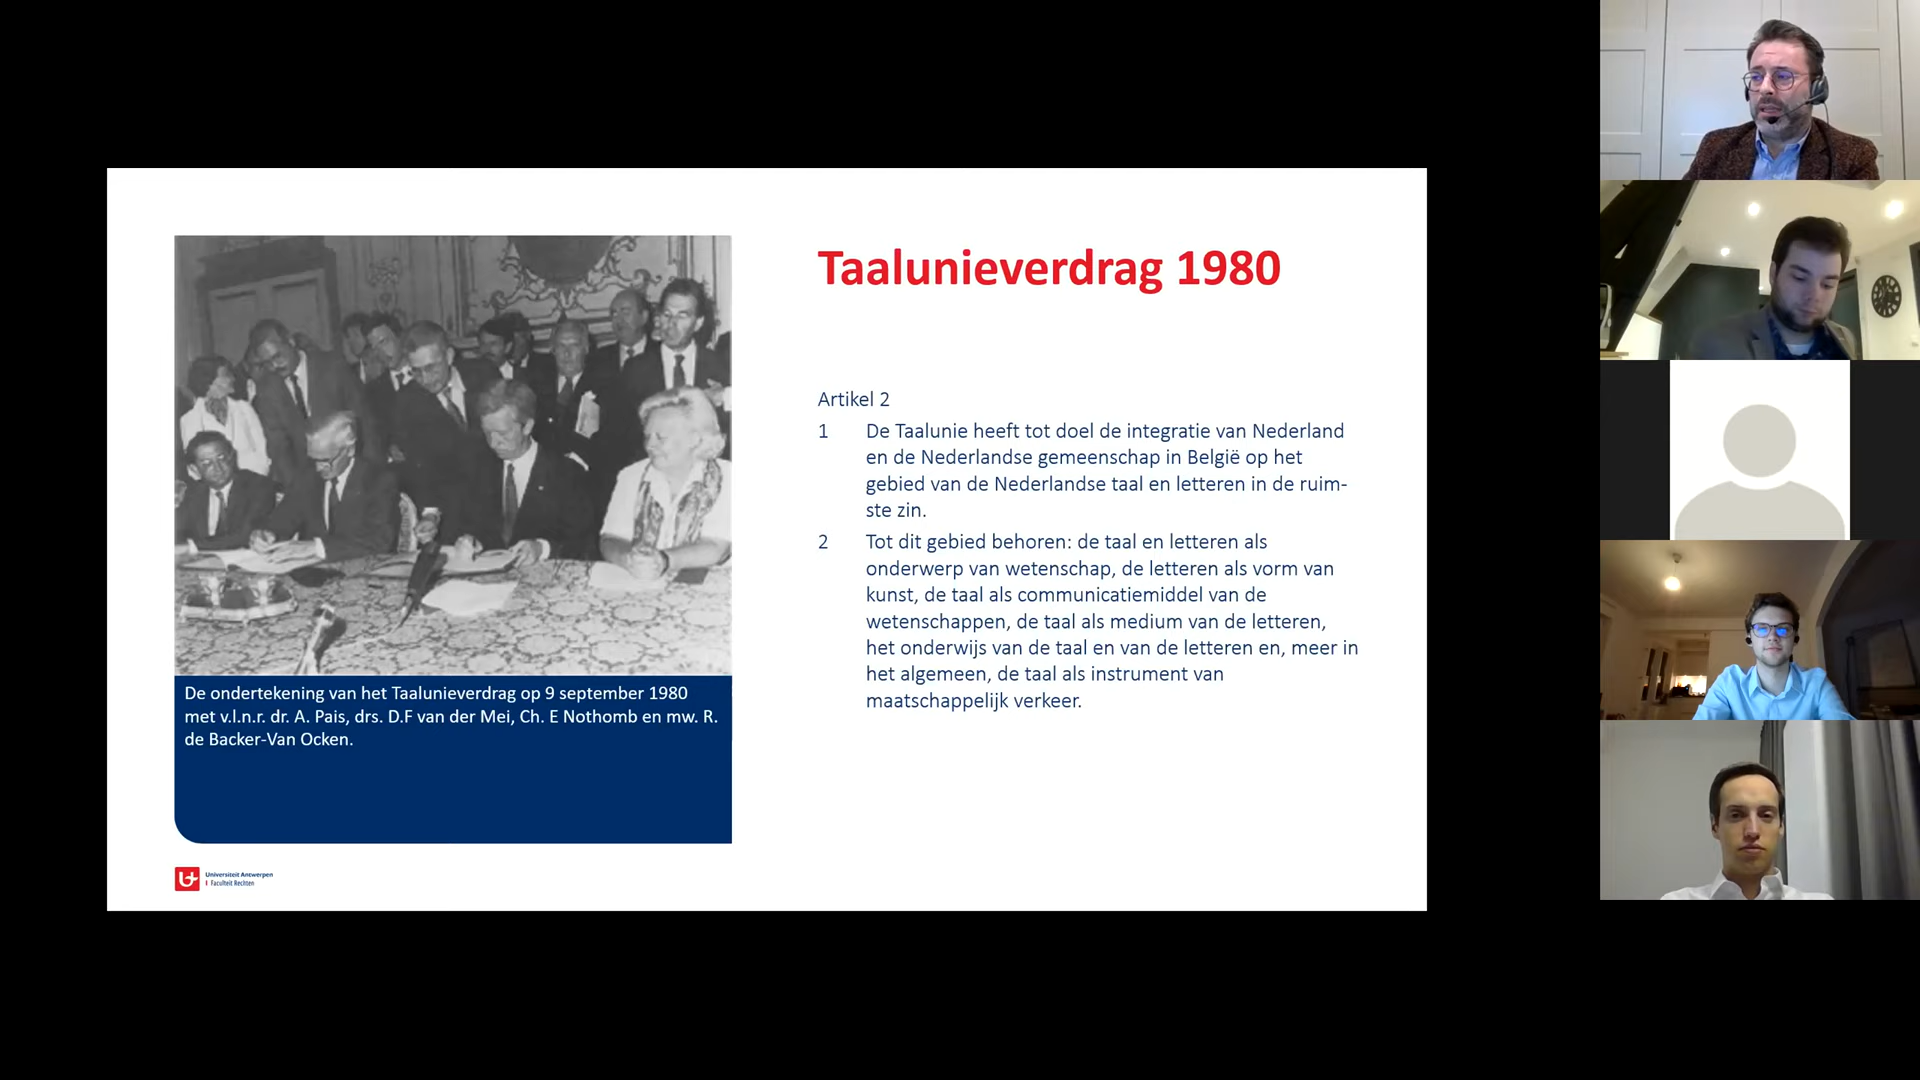 Taalunieverdrag 1980
Artikel 2
1 De Taalunie heeft tot doel de integratie van Nederland
en de Nederlandse gemeenschap in België op het
gebied van de Nederlandse taal en letteren in de ruim-
ste zin.
2 Tot dit gebied behoren: de taal en letteren als
onderwerp van wetenschap, de letteren als vorm van
kunst, de taal als communicatiemiddel van de
wetenschappen, de taal als medium van de letteren,
het onderwijs van de taal en van de letteren en, meer in
het algemeen, de taal als instrument van
maatschappelijk verkeer.
De ondertekening van het Taalunieverdrag op 9 september 1980
met v.l.n.r. dr. A. Pais, drs. D.F van der Mei, Ch. E Nothomb en mw. R.
de Backer-Van Ocken.
Universiteit Antwerpen
| Faculteit Rechten